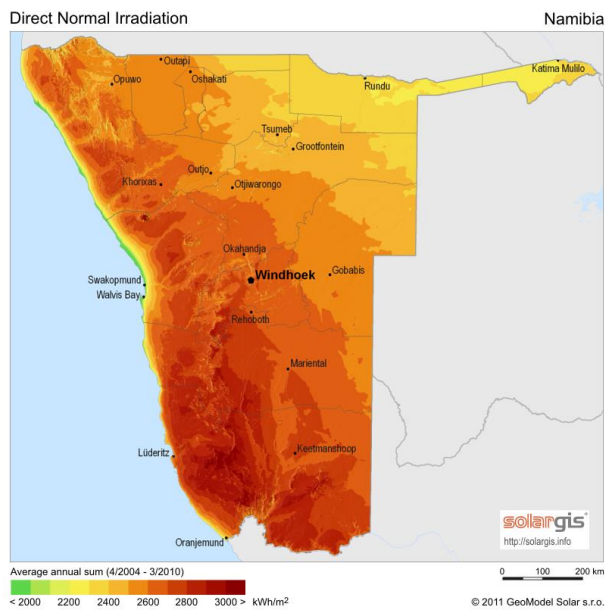 Direct Normal Irradiation
Namibia
Outapi
Oshakati
Opuwo
Katima Mulilo
Rundu
Tsumeb
Grootfontein
Outjo
Khorixas
Otjiwarongo
Okahandja
Windhoek
Gobabis
Swakopmund
Walvis Bay
Rehoboth
Mariental
Lüderitz
Keetmanshoop
Oranjemund
solargis
http://solargis.info
Average annual sum (4/2004 - 3/2010)
0 100 200 km
< 2000 2200 2400 2600 2800 3000 > kWh/m²
© 2011 GeoModel Solar s.r.o.